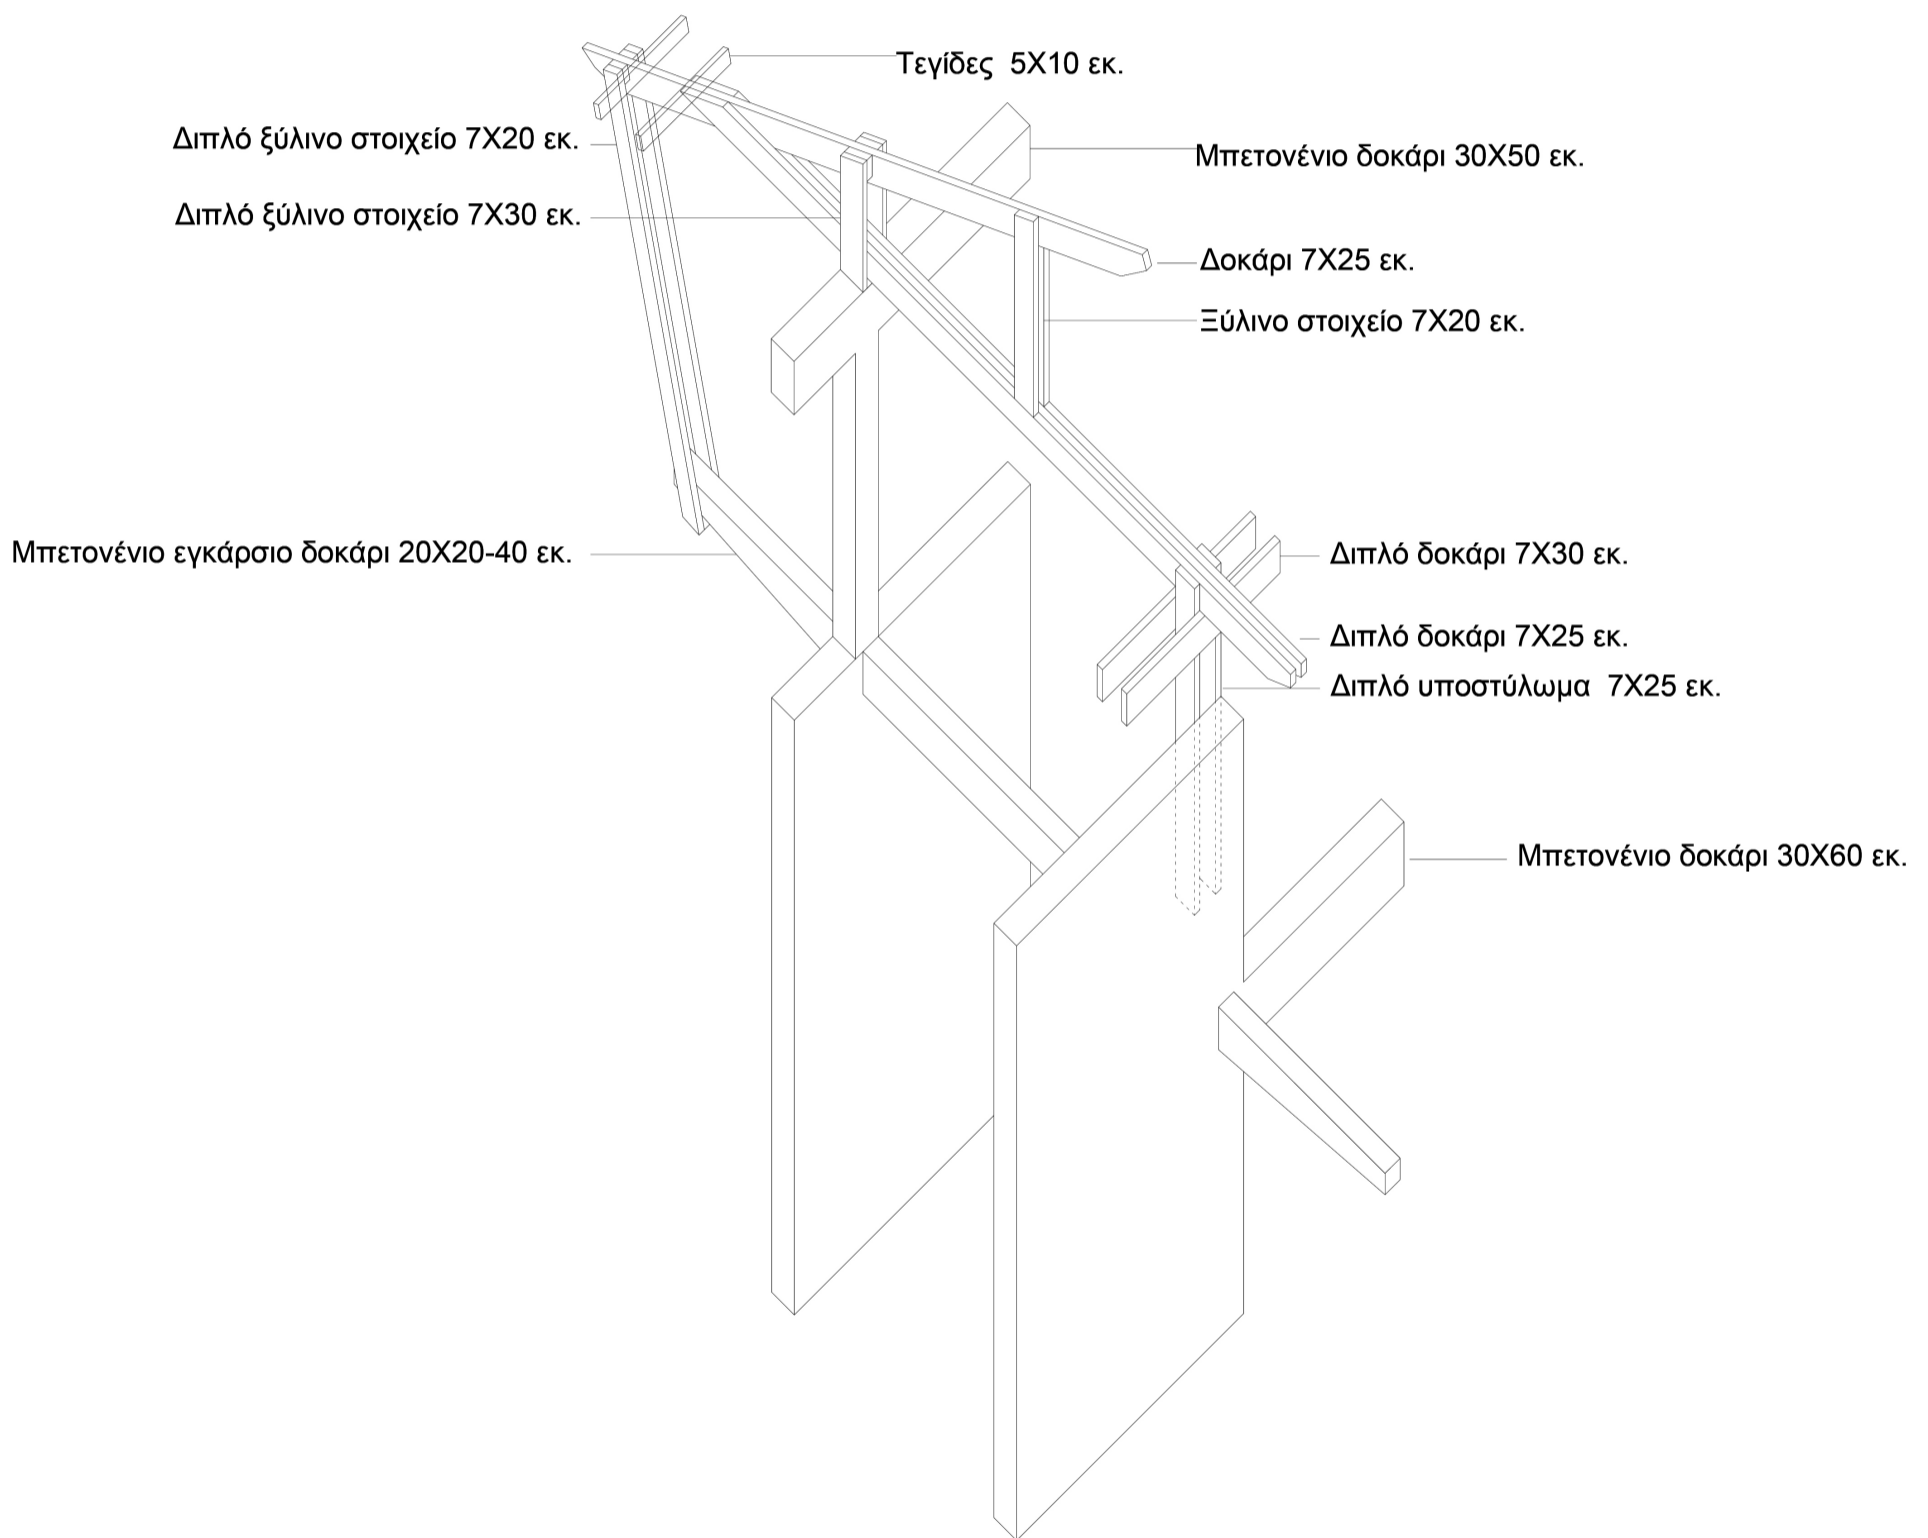 Τεγίδες  5Χ10 εκ.
Διπλό ξύλινο στοιχείο 7Χ20 εκ.
Μπετονένιο δοκάρι 30Χ50 εκ.
Διπλό ξύλινο στοιχείο 7Χ30 εκ.
Δοκάρι 7Χ25 εκ.
Ξύλινο στοιχείο 7Χ20 εκ.
Μπετονένιο εγκάρσιο δοκάρι 20Χ20-40 εκ.
Διπλό δοκάρι 7Χ30 εκ.
Διπλό δοκάρι 7Χ25 εκ.
Διπλό υποστύλωμα  7Χ25 εκ.
Μπετονένιο δοκάρι 30Χ60 εκ.